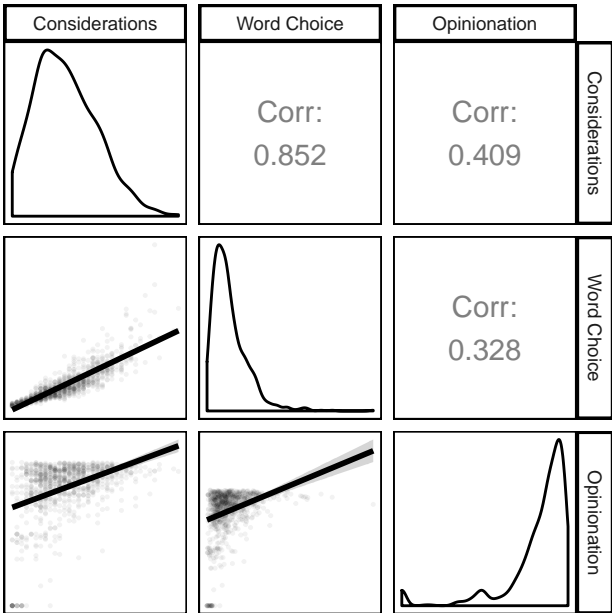 Considerations
Word Choice
Opinionation
Corr:
0.852
Corr:
0.409
Considerations
Corr:
0.328
Word Choice
Opinionation